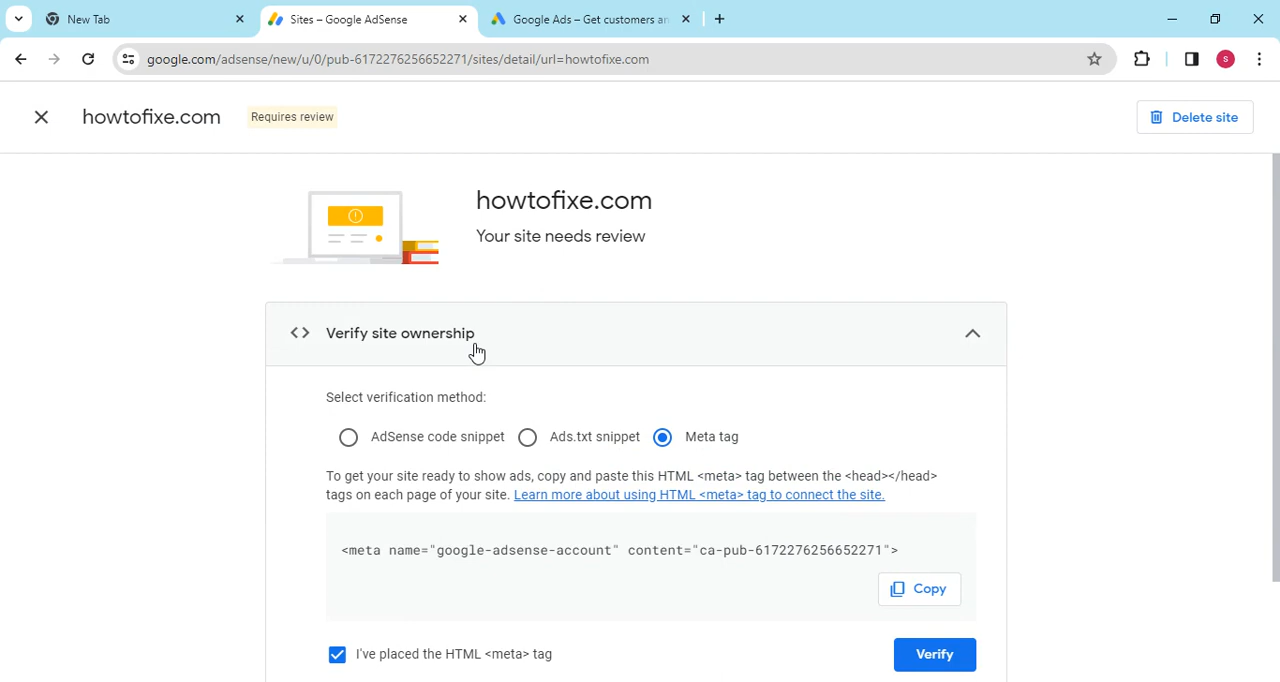 New Tab
Sites – Google AdSense
Google Ads – Get customers an
google.com/adsense/new/u/0/pub-6172276256652271/sites/detail/url=howtofixe.com
s
howtofixe.com
Requires review
Delete site
howtofixe.com
Your site needs review
Verify site ownership
Select verification method:
AdSense code snippet
Ads.txt snippet
Meta tag
To get your site ready to show ads, copy and paste this HTML <meta> tag between the <head></head>
tags on each page of your site. Learn more about using HTML <meta> tag to connect the site.
<meta name="google-adsense-account" content="ca-pub-6172276256652271">
Copy
I've placed the HTML <meta> tag
Verify